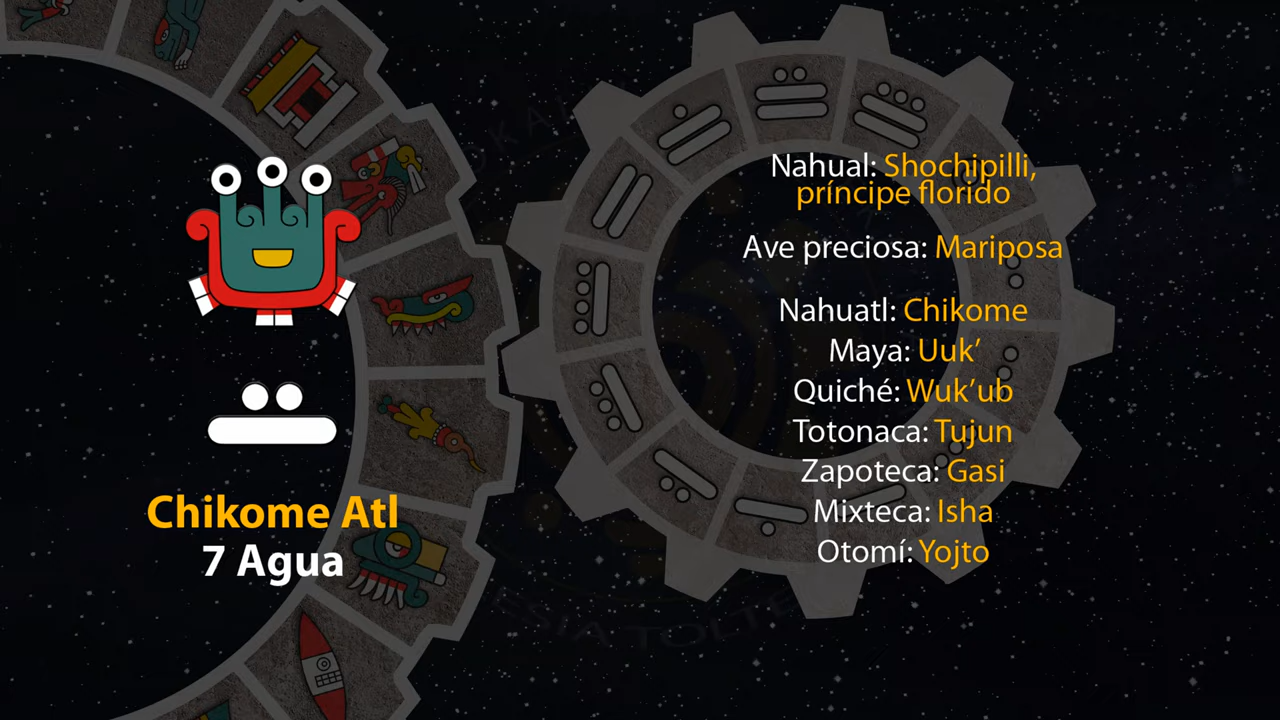 Chikome Atl
7 Agua
Nahual: Shochipilli,
príncipe florido
Ave preciosa: Mariposa
Nahuatl: Chikome
Maya: Uuk’
Quiché: Wuk’ub
Totonaca: Tujun
Zapoteca: Gasi
Mixteca: Isha
Otomí: Yojto